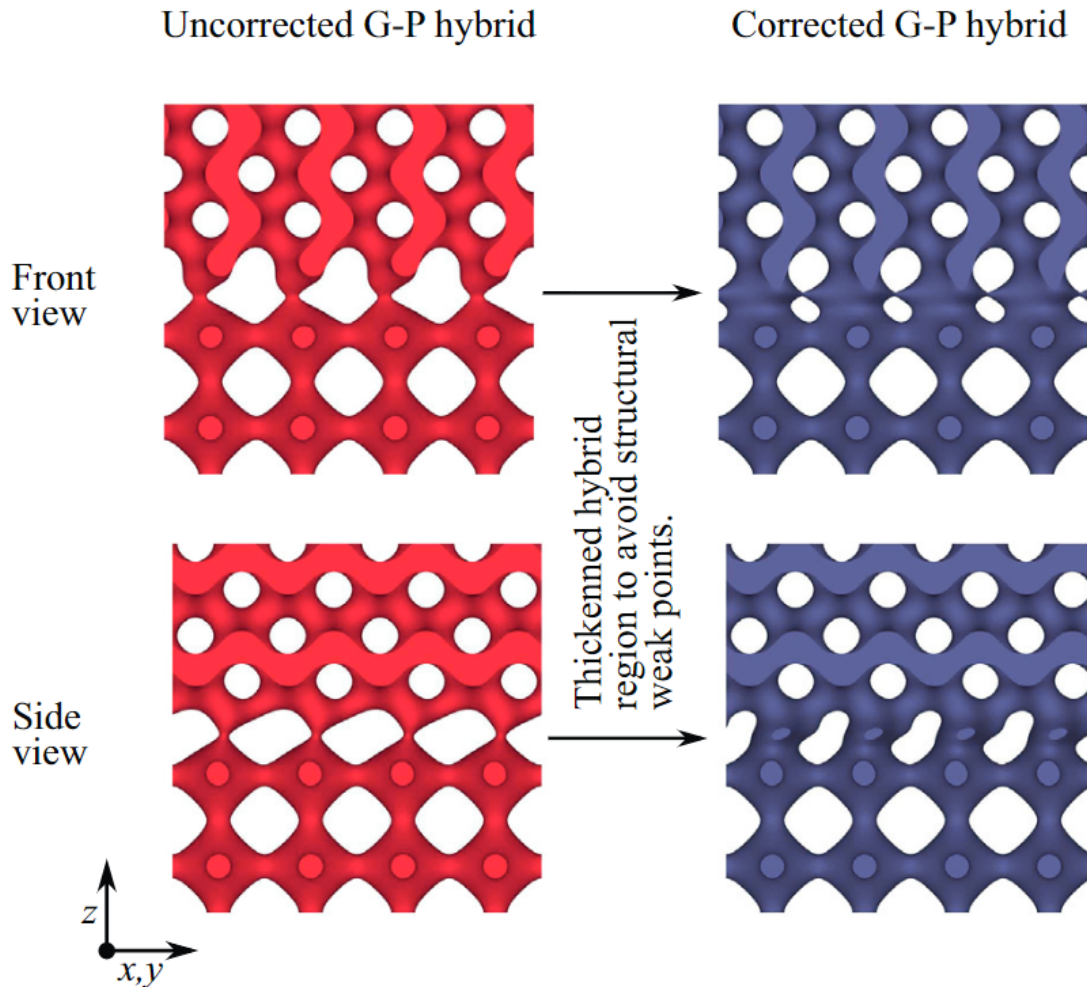 Uncorrected G-P hybrid
Corrected G-P hybrid
Front
view
Thickenned hybrid
region to avoid structural
weak points.
Side
view
z
x,y